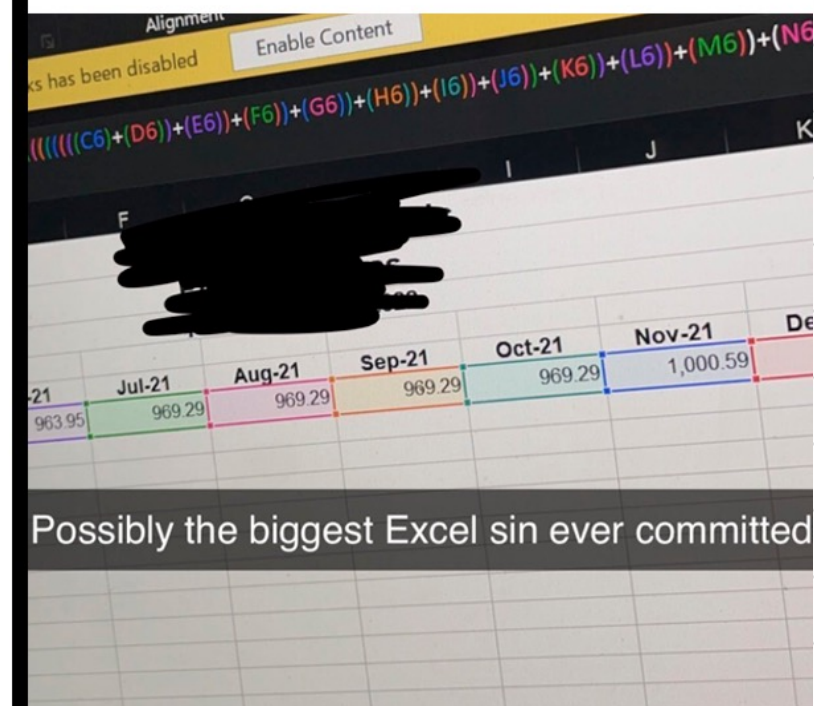 Alignment
ks has been disabled Enable Content
((((((C6)+(D6))+(E6))+(F6))+(G6))+(H6))+(I6))+(J6))+(K6))+(L6))+(M6))+(N6
F I J K
-21 Jul-21 Aug-21 Sep-21 Oct-21 Nov-21 De
963.95 969.29 969.29 969.29 969.29 1,000.59
Possibly the biggest Excel sin ever committed